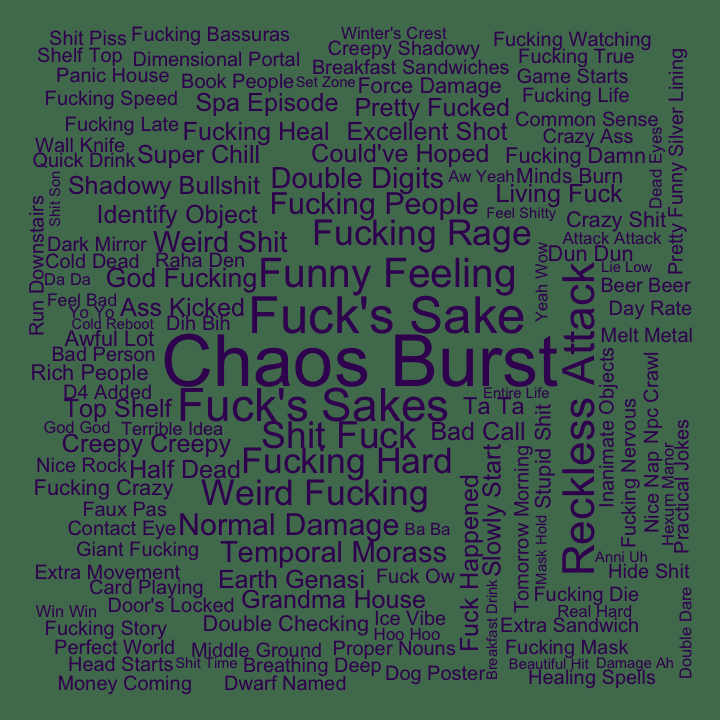 Shit Piss
Fucking Bassuras
Winter's Crest
Fucking Watching
Shelf Top
Dimensional Portal
Creepy Shadowy
Fucking True
Panic House
Book People
Set Zone
Breakfast Sandwiches
Force Damage
Game Starts
Fucking Speed
Spa Episode
Pretty Fucked
Fucking Life
Pretty Funny Silver Lining
Fucking Late
Fucking Heal
Excellent Shot
Common Sense
Crazy Ass
Wall Knife
Quick Drink
Super Chill
Could've Hoped
Fucking Damn
Dead Eyes
Shit Son
Shadowy Bullshit
Double Digits
Aw Yeah
Minds Burn
Living Fuck
Run Downstairs
Identify Object
Fucking People
Feel Shitty
Crazy Shit
Dark Mirror
Weird Shit
Fucking Rage
Attack Attack
Dun Dun
Cold Dead
Raha Den
Lie Low
Da Da
God Fucking
Funny Feeling
Yeah Wow
Beer Beer
Feel Bad
Yo Yo
Ass Kicked
Fuck's Sake
Day Rate
Cold Reboot
Dih Bih
Awful Lot
Melt Metal
Bad Person
Chaos Burst
Reckless Attack
Rich People
D4 Added
Top Shelf
Fuck's Sakes
Entire Life
Ta Ta
Inanimate Objects
Npc Crawl
God God
Terrible Idea
Shit Fuck
Bad Call
Stupid Shit
Creepy Creepy
Fucking Nervous
Nice Rock
Half Dead
Fucking Hard
Slowly Start
Tomorrow Morning
Nice Nap
Hexum Manor
Practical Jokes
Fucking Crazy
Weird Fucking
Fuck Happened
Faux Pas
Contact Eye
Normal Damage
Ba Ba
Mask Hold
Giant Fucking
Temporal Morass
Anni Uh
Extra Movement
Earth Genasi
Fuck Ow
Hide Shit
Card Playing
Grandma House
Breakfast Drink
Fucking Die
Double Dare
Win Win
Door's Locked
Double Checking
Ice Vibe
Real Hard
Fucking Story
Hoo Hoo
Extra Sandwich
Perfect World
Middle Ground
Proper Nouns
Fucking Mask
Head Starts
Shit Time
Breathing Deep
Dog Poster
Beautiful Hit
Damage Ah
Money Coming
Dwarf Named
Healing Spells